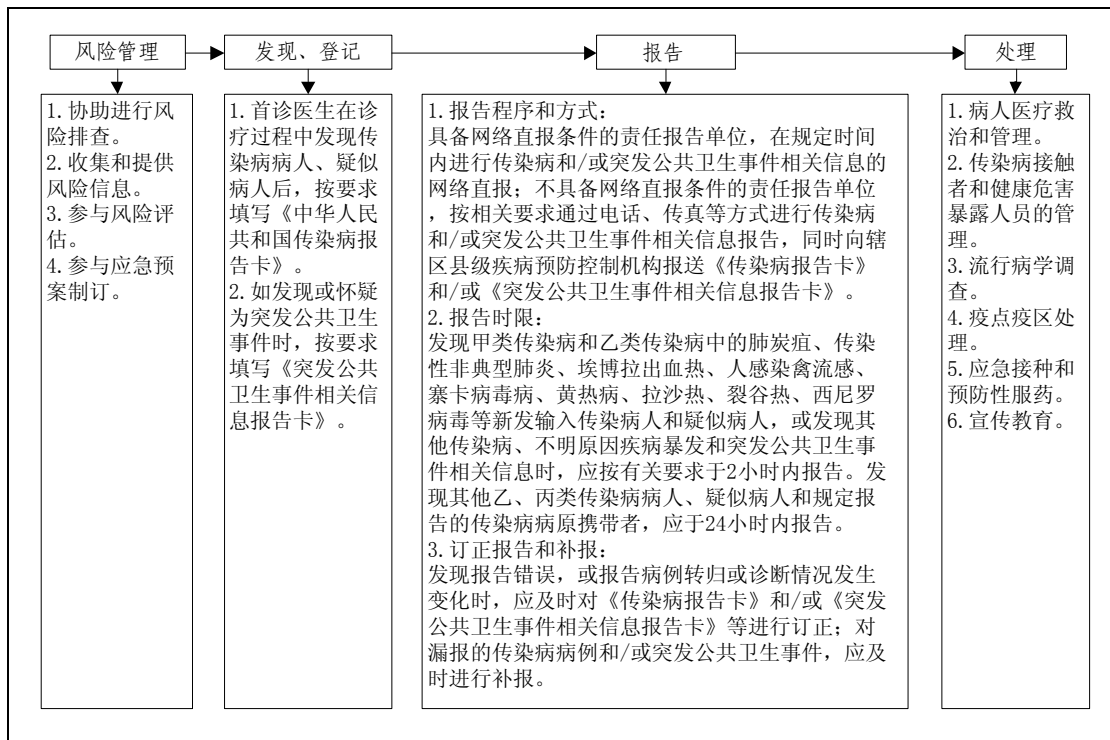 风险管理
发现、登记
报告
处理
1.协助进行风
险排查。
2.收集和提供
风险信息。
3.参与风险评
估。
4.参与应急预
案制订。
1.首诊医生在诊
疗过程中发现传
染病病人、疑似
病人后，按要求
填写《中华人民
共和国传染病报
告卡》。
2.如发现或怀疑
为突发公共卫生
事件时，按要求
填写《突发公共
卫生事件相关信
息报告卡》。
1.报告程序和方式：
具备网络直报条件的责任报告单位，在规定时间
内进行传染病和/或突发公共卫生事件相关信息的
网络直报；不具备网络直报条件的责任报告单位
，按相关要求通过电话、传真等方式进行传染病
和/或突发公共卫生事件相关信息报告，同时向辖
区县级疾病预防控制机构报送《传染病报告卡》
和/或《突发公共卫生事件相关信息报告卡》。
2.报告时限：
发现甲类传染病和乙类传染病中的肺炭疽、传染
性非典型肺炎、埃博拉出血热、人感染禽流感、
寨卡病毒病、黄热病、拉沙热、裂谷热、西尼罗
病毒等新发输入传染病人和疑似病人，或发现其
他传染病、不明原因疾病暴发和突发公共卫生事
件相关信息时，应按有关要求于2小时内报告。发
现其他乙、丙类传染病病人、疑似病人和规定报
告的传染病病原携带者，应于24小时内报告。
3.订正报告和补报：
发现报告错误，或报告病例转归或诊断情况发生
变化时，应及时对《传染病报告卡》和/或《突发
公共卫生事件相关信息报告卡》等进行订正；对
漏报的传染病病例和/或突发公共卫生事件，应及
时进行补报。
1.病人医疗救
治和管理。
2.传染病接触
者和健康危害
暴露人员的管
理。
3.流行病学调
查。
4.疫点疫区处
理。
5.应急接种和
预防性服药。
6.宣传教育。